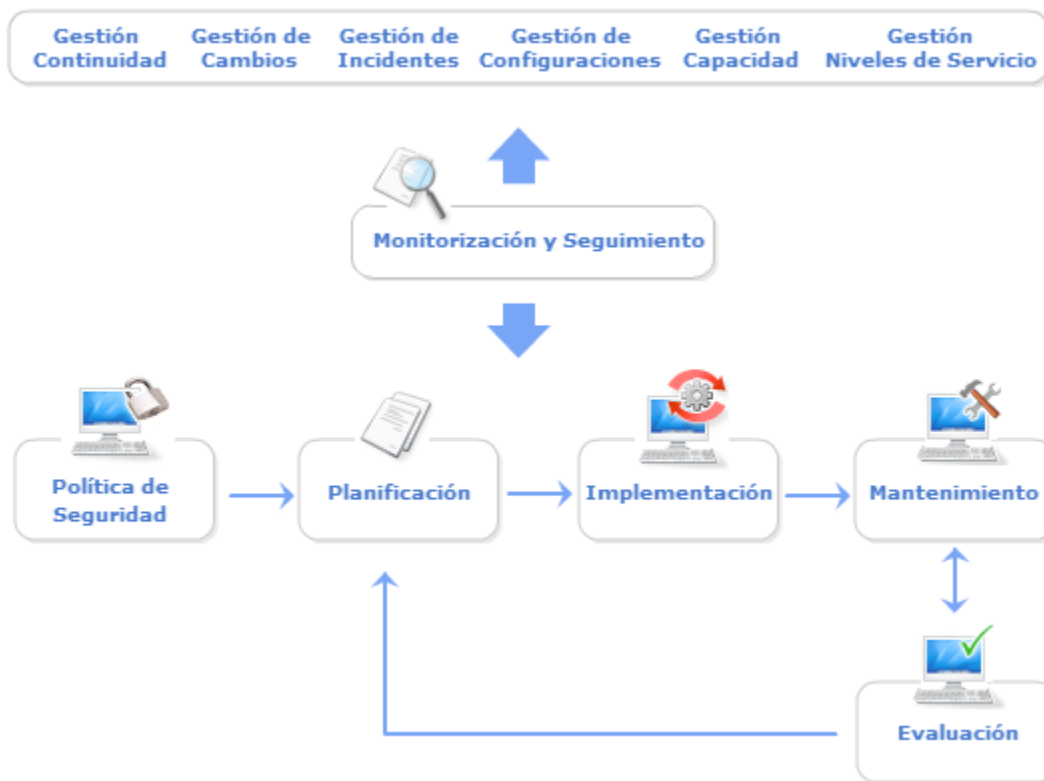 Gestión Continuidad
Gestión de Cambios
Gestión de Incidentes
Gestión de Configuraciones
Gestión Capacidad
Gestión Niveles de Servicio
Monitorización y Seguimiento
Política de
Seguridad
Planificación
Implementación
Mantenimiento
Evaluación